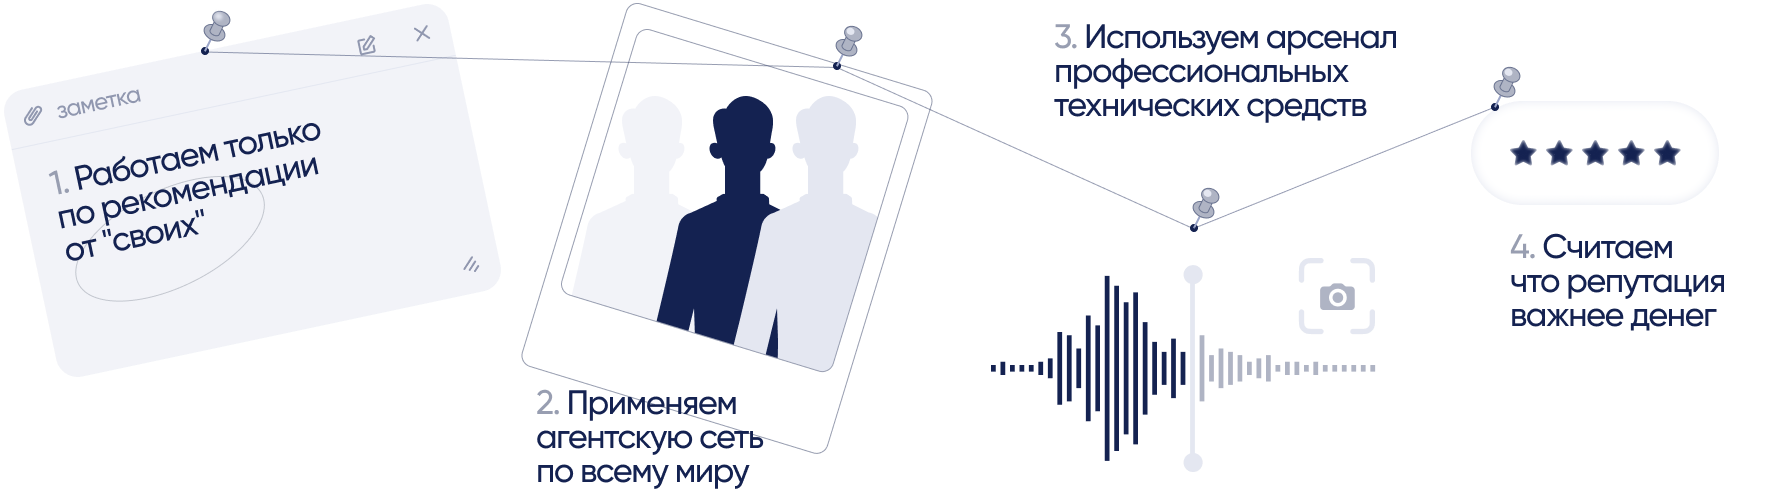 заметка
1. Работаем только
по рекомендации
от "своих"
2. Применяем
агентскую сеть
по всему миру
3. Используем арсенал
профессиональных
технических средств
4. Считаем
что репутация
важнее денег